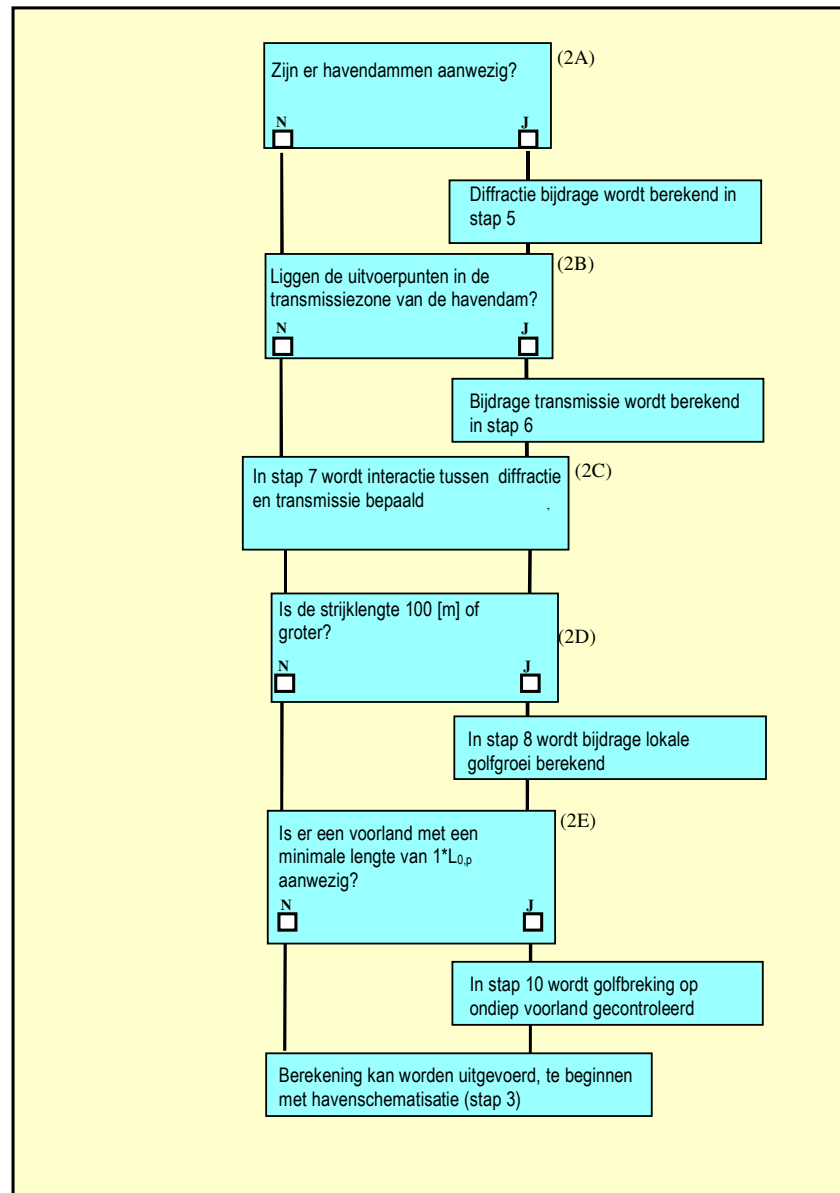 Zijn er havendammen aanwezig?
(2A)
N
J
Diffractie bijdrage wordt berekend in
stap 5
(2B)
Liggen de uitvoerpunten in de
transmissiezone van de havendam?
N
J
Bijdrage transmissie wordt berekend
in stap 6
In stap 7 wordt interactie tussen diffractie
en transmissie bepaald ,
(2C)
Is de strijklengte 100 [m] of
groter?
(2D)
N
J
In stap 8 wordt bijdrage lokale
golfgroei berekend
(2E)
Is er een voorland met een
minimale lengte van 1*L0,p
aanwezig?
N
J
In stap 10 wordt golfbreking op
ondiep voorland gecontroleerd
Berekening kan worden uitgevoerd, te beginnen
met havenschematisatie (stap 3)